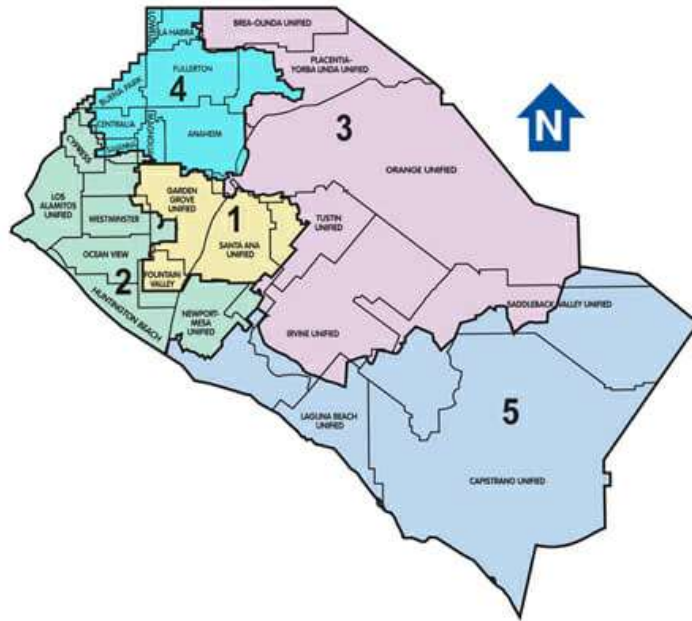 LOWELL
LA HABRA
BREA-OLINDA UNIFIED
PLACENTIA-
YORBA LINDA UNIFIED
FULLERTON
4
BUENA PARK
CENTRALIA
MAGNOLIA
ANAHEIM
N
3
CYPRESS
ORANGE UNIFIED
LOS
ALAMITOS
UNIFIED
GARDEN
GROVE
UNIFIED
WESTMINSTER
1
SANTA ANA
UNIFIED
TUSTIN
UNIFIED
OCEAN VIEW
2
FOUNTAIN
VALLEY
HUNTINGTON BEACH
NEWPORT-
MESA
UNIFIED
IRVINE UNIFIED
SADDLEBACK VALLEY UNIFIED
LAGUNA BEACH
UNIFIED
5
CAPISTRANO UNIFIED